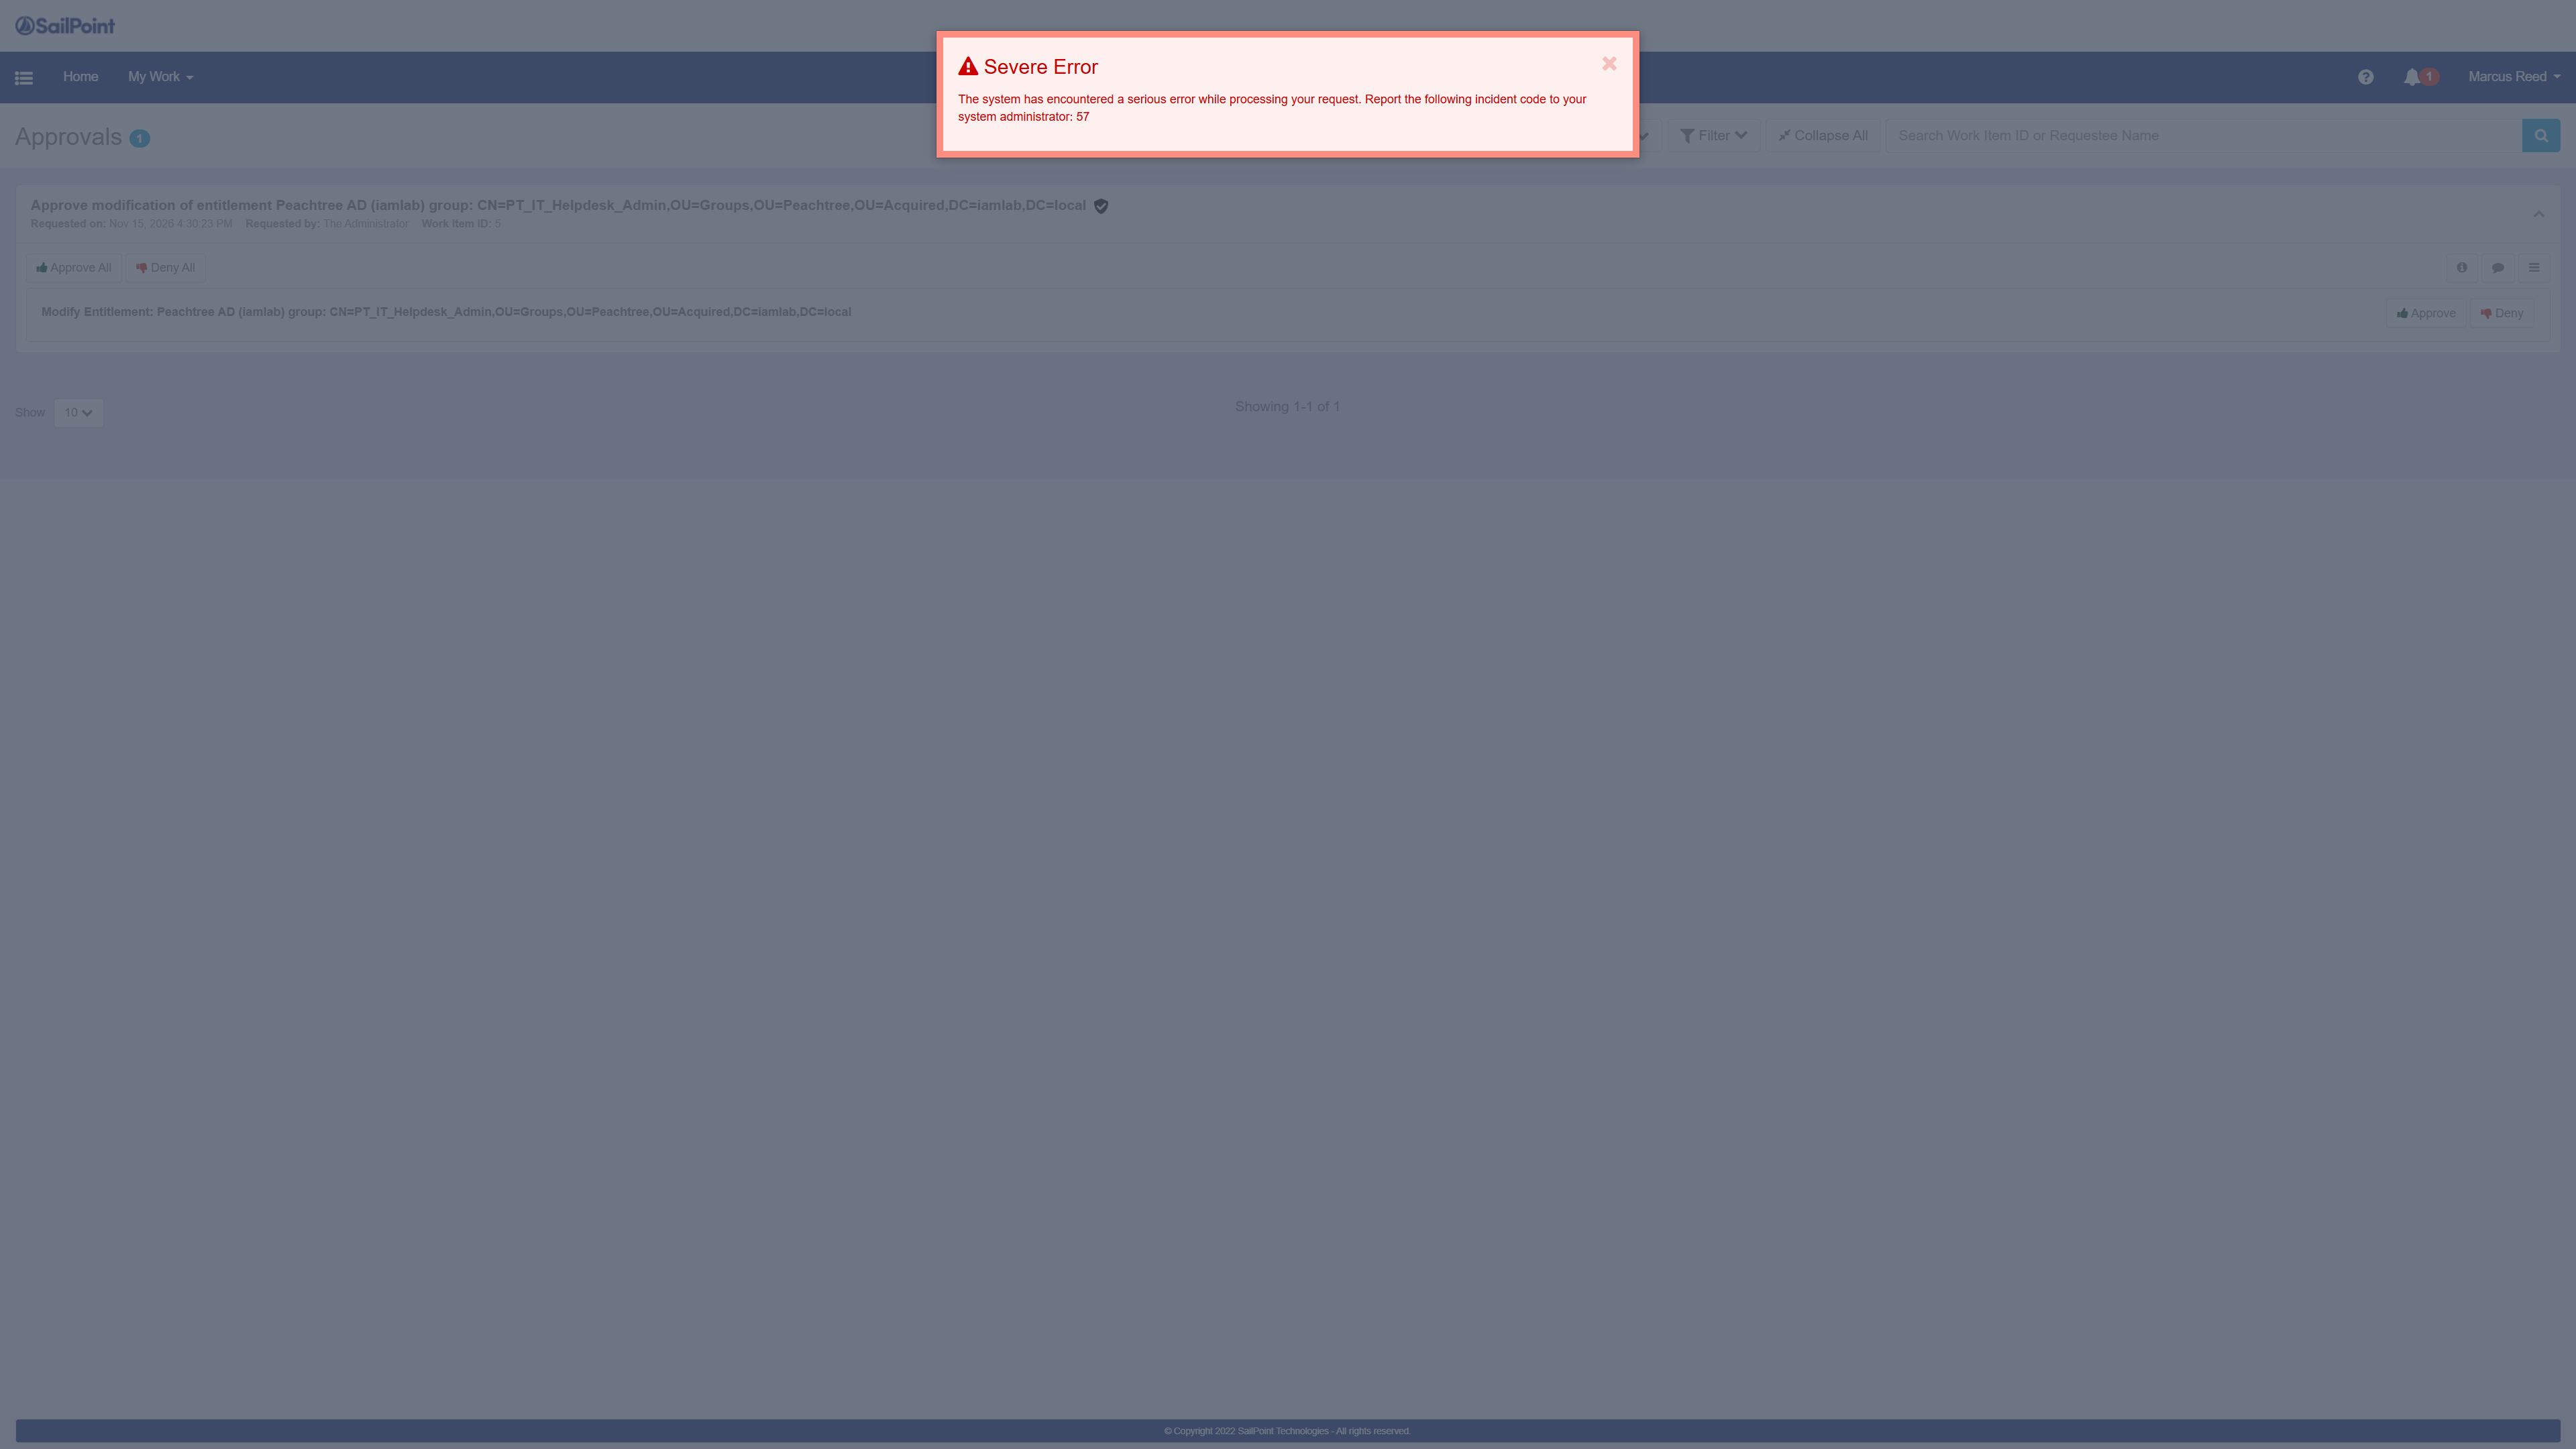 SailPoint
Home
My Work
1
Marcus Reed
Severe Error
The system has encountered a serious error while processing your request. Report the following incident code to your
system administrator: 57
Approvals 1
Filter
Collapse All
Search Work Item ID or Requestee Name
Approve modification of entitlement Peachtree AD (iamlab) group: CN=PT_IT_Helpdesk_Admin,OU=Groups,OU=Peachtree,OU=Acquired,DC=iamlab,DC=local
Requested on: Nov 15, 2026 4:30:23 PM Requested by: The Administrator Work Item ID: 5
Approve All
Deny All
Modify Entitlement: Peachtree AD (iamlab) group: CN=PT_IT_Helpdesk_Admin,OU=Groups,OU=Peachtree,OU=Acquired,DC=iamlab,DC=local
Approve
Deny
Show 10
Showing 1-1 of 1
© Copyright 2022 SailPoint Technologies - All rights reserved.